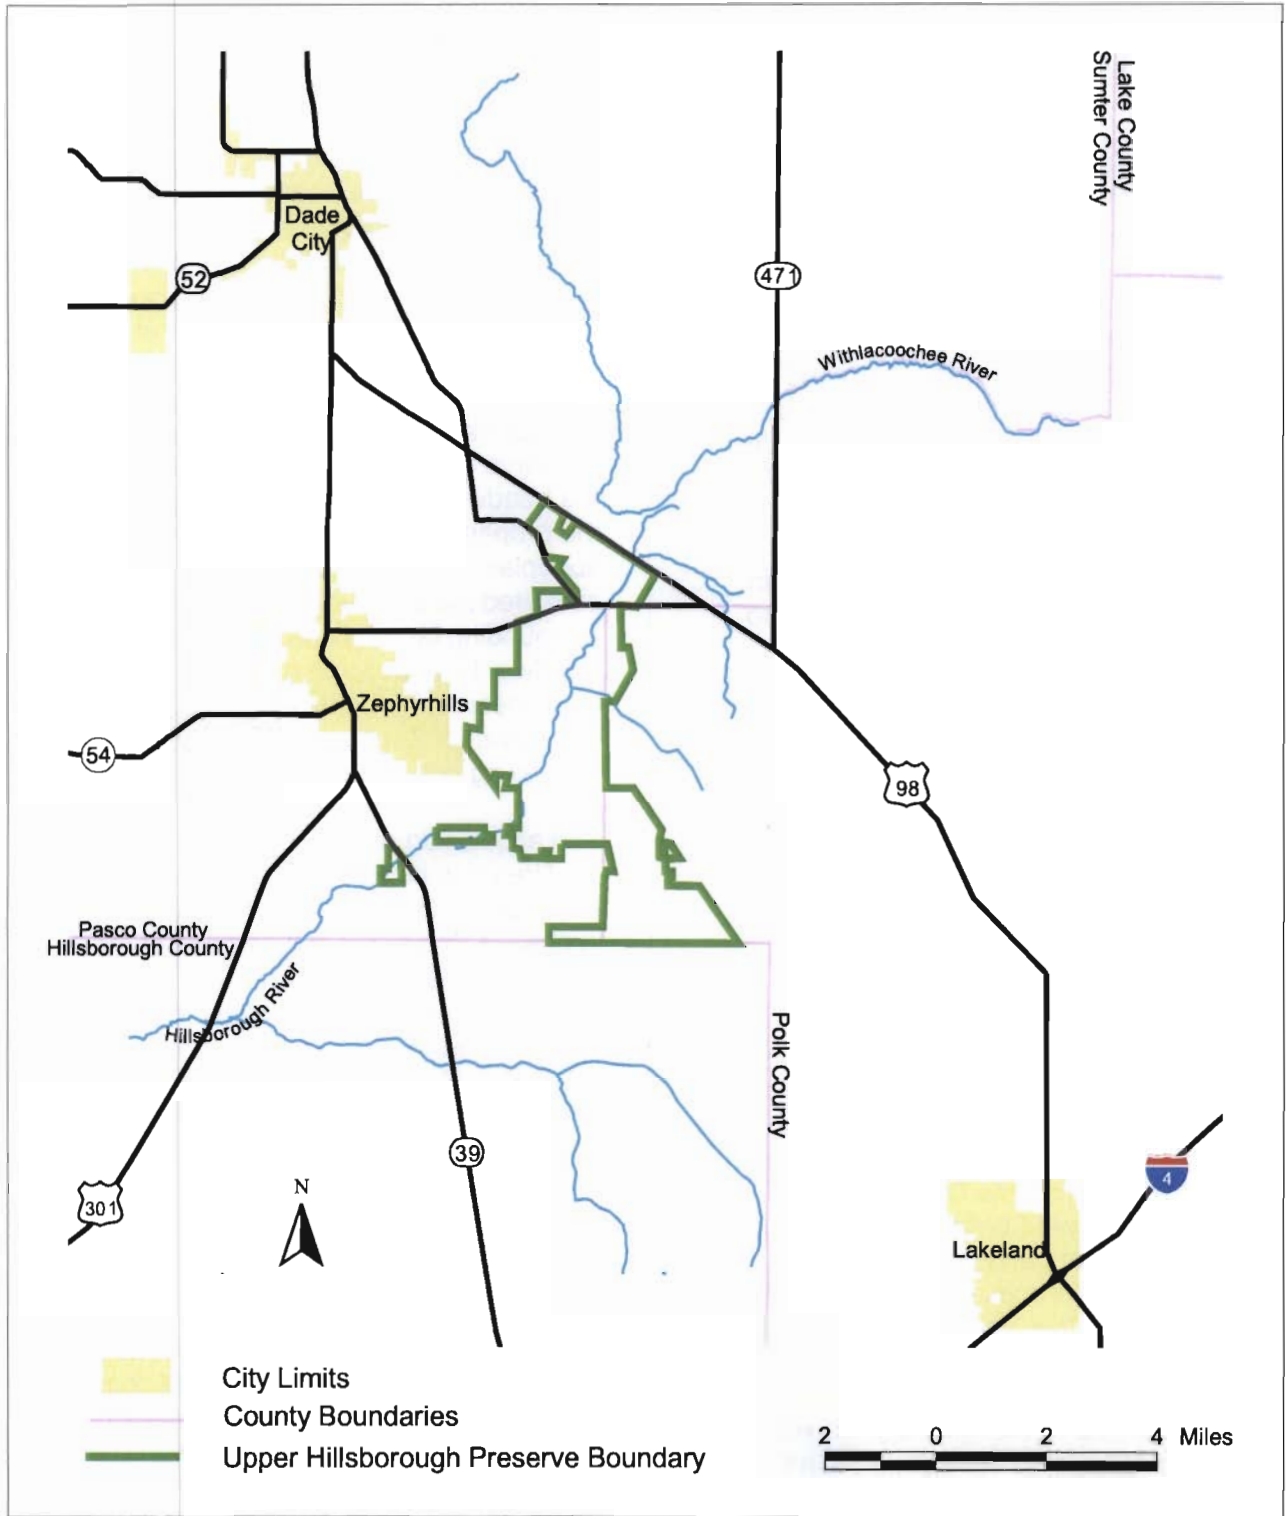 Lake County
Sumter County
Dade
City
52
471
Withlacoochee River
Zephyrhills
54
98
Pasco County
Hillsborough County
Hillsborough River
Polk County
39
N
301
4
Lakeland
City Limits
County Boundaries
Upper Hillsborough Preserve Boundary
2 0 2 4 Miles